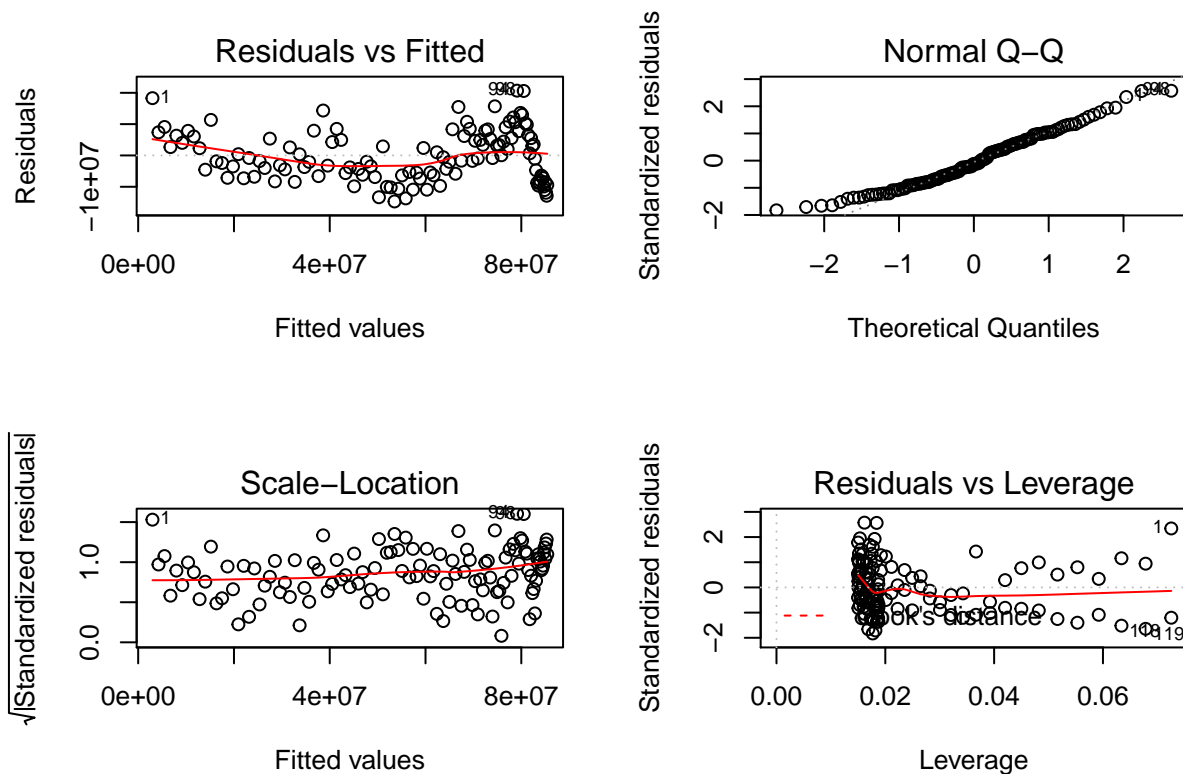 Residuals vs Fitted
Residuals
−1e+07
1
0e+00 4e+07 8e+07
Fitted values
Normal Q−Q
Standardized residuals
2
0
−2
−2 −1 0 1 2
Theoretical Quantiles
Scale−Location
√|Standardized residuals|
1.0
0.0
1
0e+00 4e+07 8e+07
Fitted values
Residuals vs Leverage
Standardized residuals
2
0
−2
1
119
0.00 0.02 0.04 0.06
Leverage